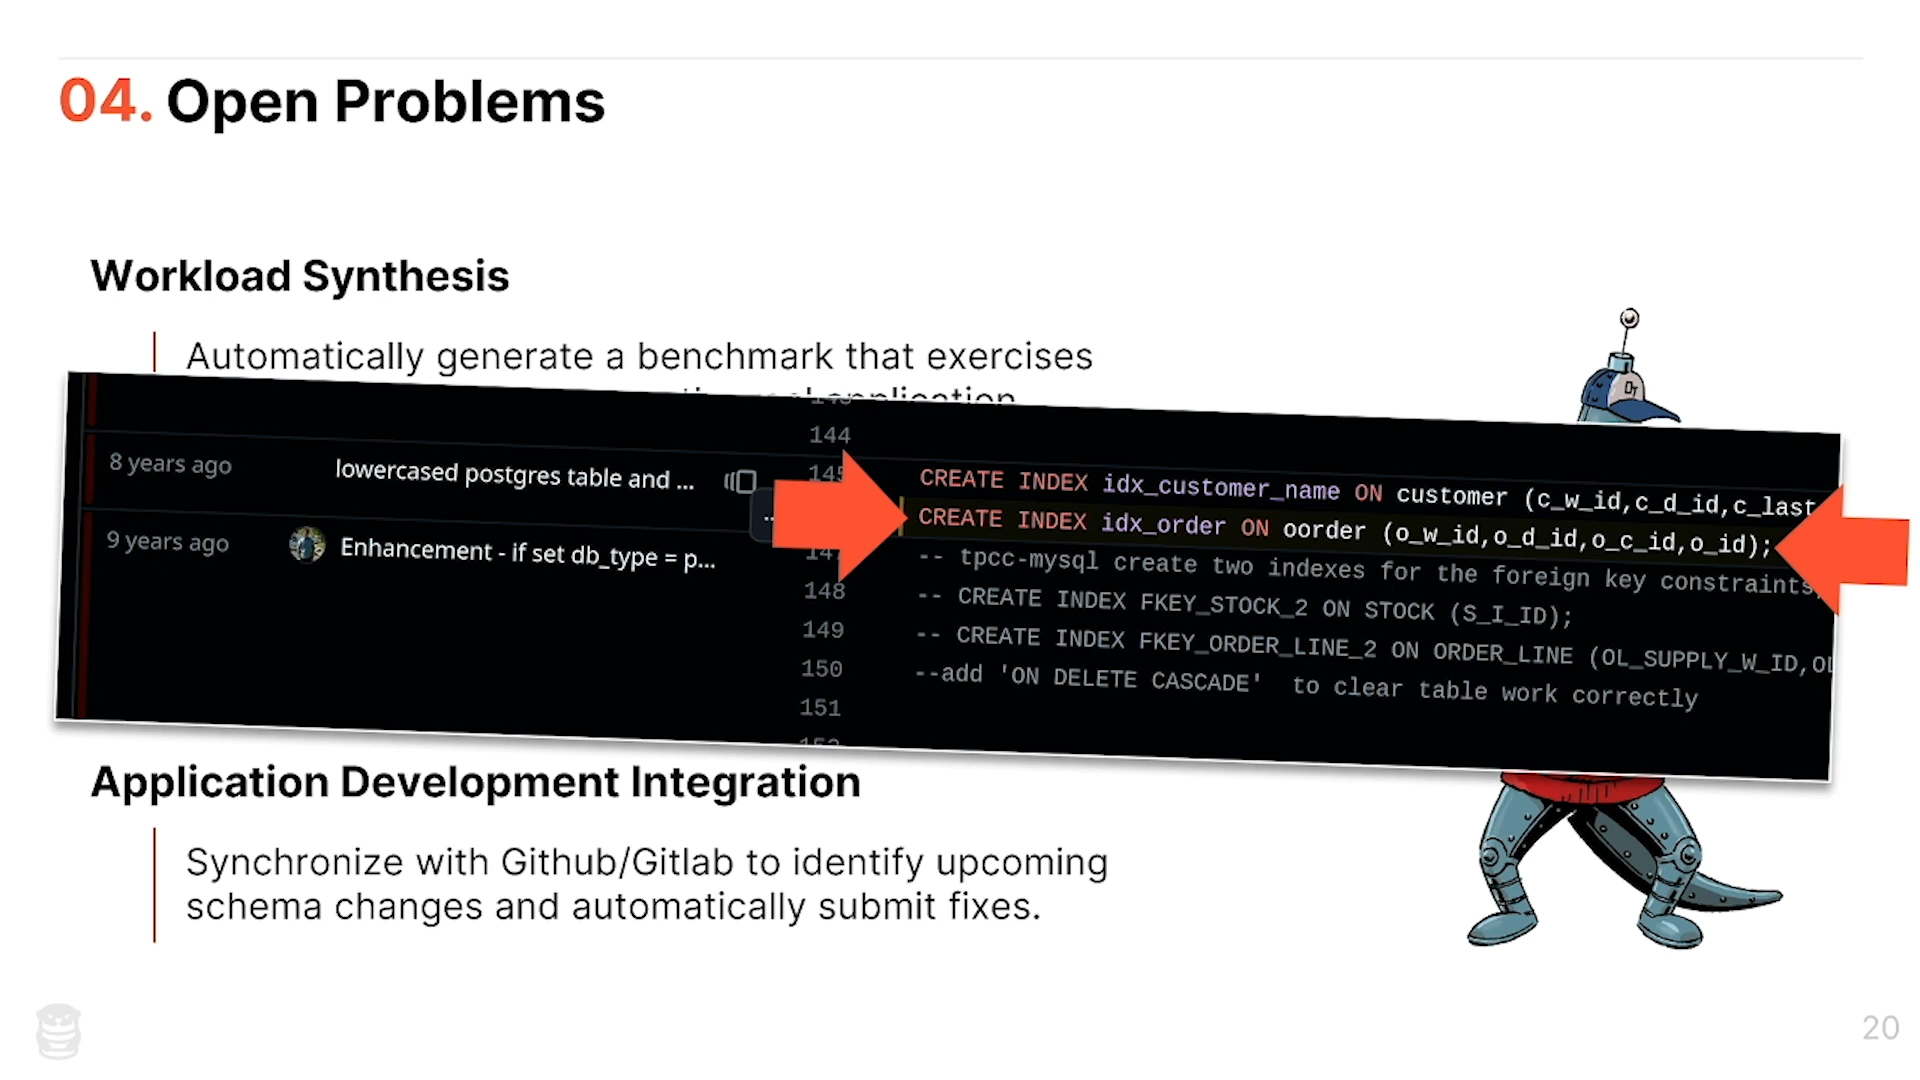 04. Open Problems
Workload Synthesis
Automatically generate a benchmark that exercises
application
144
8 years ago lowercased postgres table and ... CREATE INDEX idx_customer_name ON customer (c_w_id,c_d_id,c_last
CREATE INDEX idx_order ON oorder (o_w_id,o_d_id,o_c_id,o_id);
9 years ago Enhancement - if set db_type = p... -- tpcc-mysql create two indexes for the foreign key constraints,
148 -- CREATE INDEX FKEY_STOCK_2 ON STOCK (S_I_ID);
149 -- CREATE INDEX FKEY_ORDER_LINE_2 ON ORDER_LINE (OL_SUPPLY_W_ID,OL
150 --add 'ON DELETE CASCADE'  to clear table work correctly
151
Application Development Integration
Synchronize with Github/Gitlab to identify upcoming
schema changes and automatically submit fixes.
20